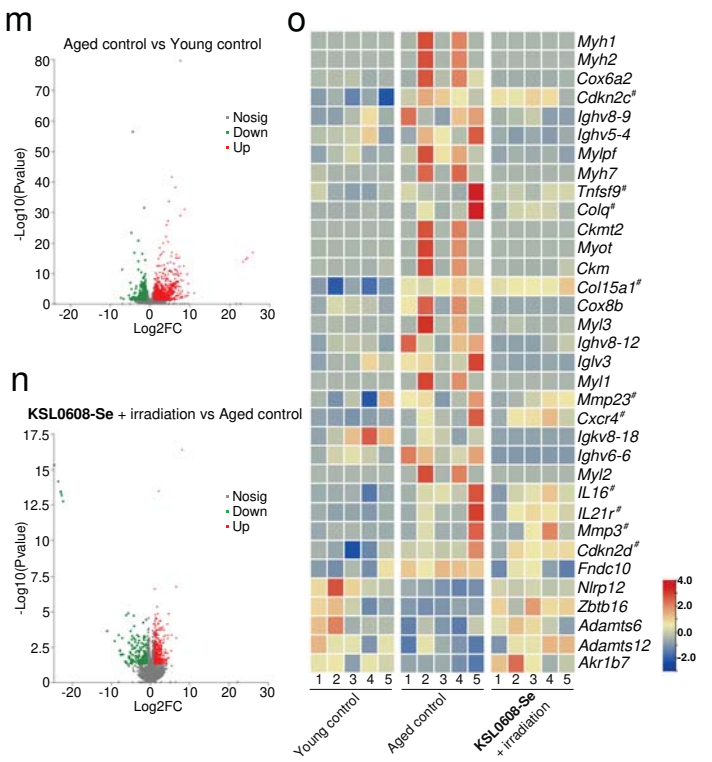 m
Aged control vs Young control
80
70
60
50
40
30
20
10
0
-Log10(Pvalue)
-20 -10 0 10 20 30
Log2FC
Nosig
Down
Up
n
KSL0608-Se + irradiation vs Aged control
17.5
15
12.5
10
7.5
5
2.5
0
-Log10(Pvalue)
-20 -10 0 10 20 30
Log2FC
Nosig
Down
Up
o
Myh1
Myh2
Cox6a2
Cdkn2c#
Ighv8-9
Ighv5-4
Mylpf
Myh7
Tnfsf9#
Colq#
Ckmt2
Myot
Ckm
Col15a1#
Cox8b
Myl3
Ighv8-12
Iglv3
Myl1
Mmp23#
Cxcr4#
Igkv8-18
Ighv6-6
Myl2
IL16#
IL21r#
Mmp3#
Cdkn2d#
Fndc10
Nlrp12
Zbtb16
Adamts6
Adamts12
Akr1b7
1 2 3 4 5 1 2 3 4 5 1 2 3 4 5
Young control
Aged control
KSL0608-Se
+ irradiation
4.0
2.0
0.0
-2.0